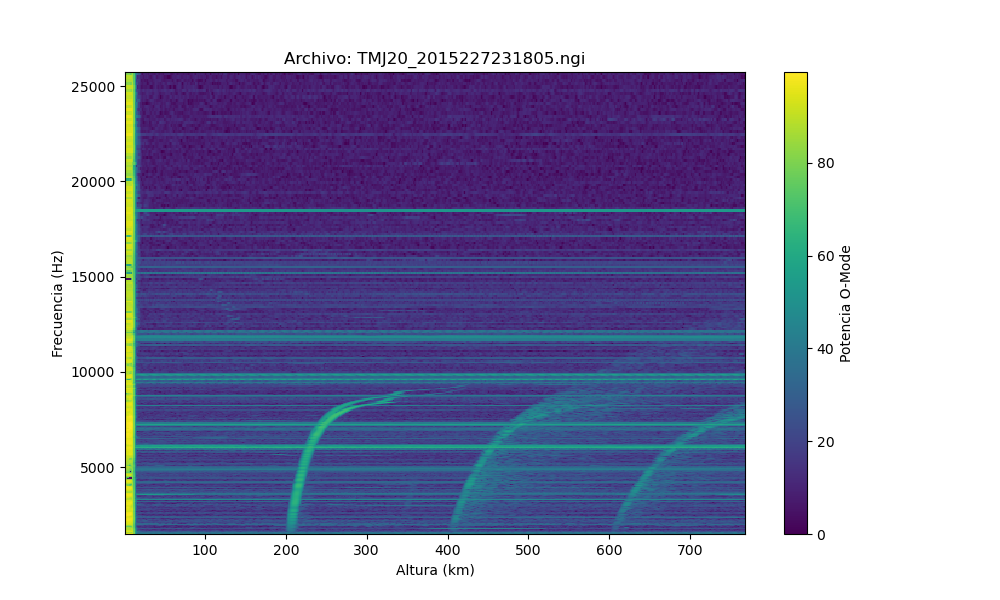 Archivo: TMJ20_2015227231805.ngi
Frecuencia (Hz)
25000
20000
15000
10000
5000
100 200 300 400 500 600 700
Altura (km)
80
60
40
20
0
Potencia O-Mode